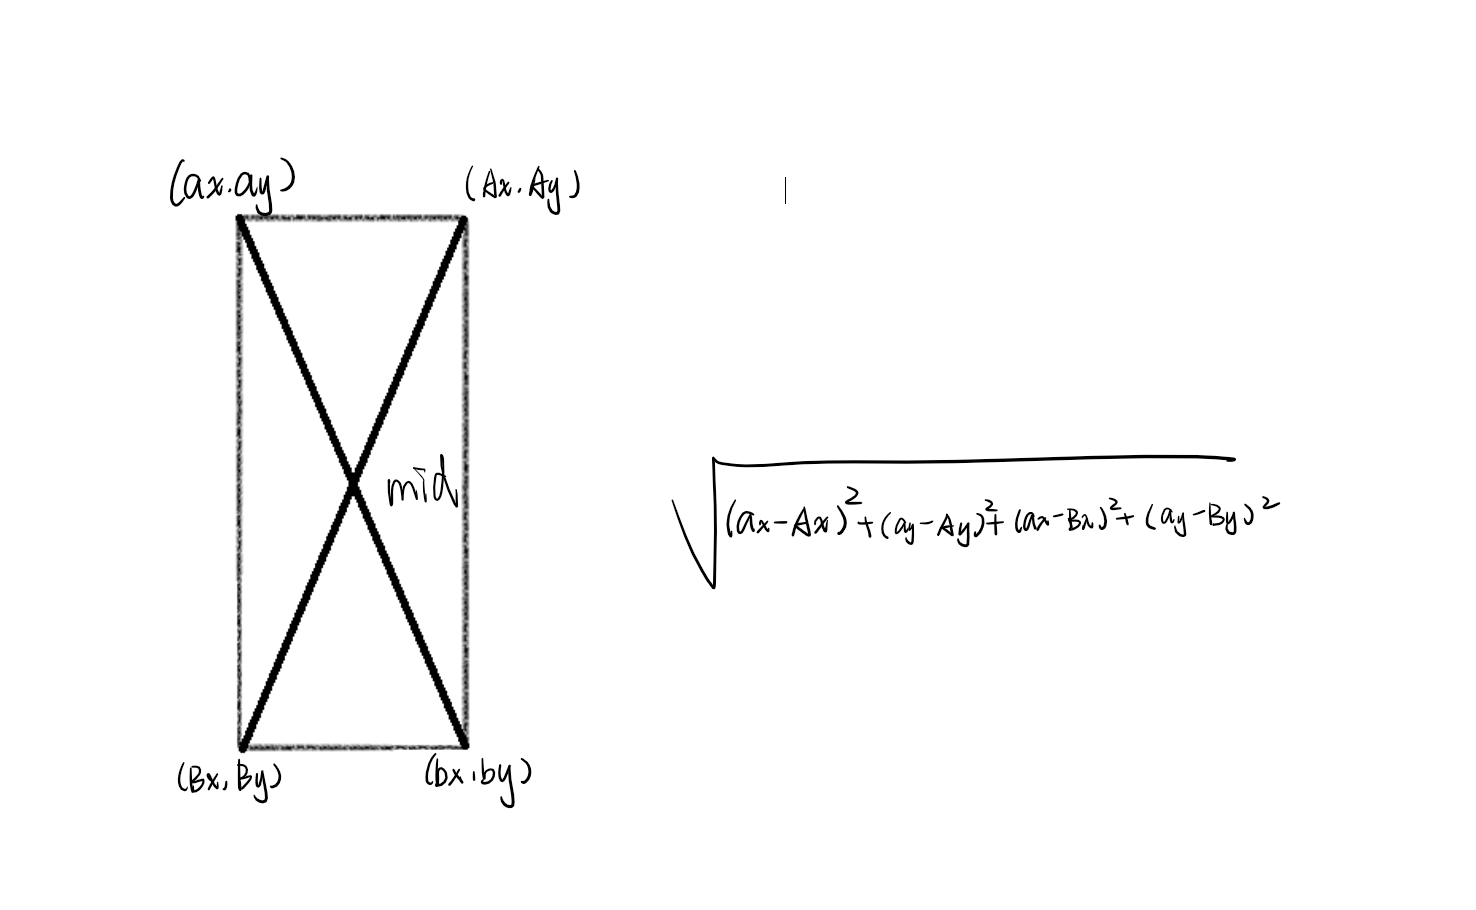 (ax.ay) (Ax.Ay)
mid
√(ax-Ax)²+(ay-Ay)²+(ax-Bx)²+(ay-By)²
(Bx,By) (bx,by)